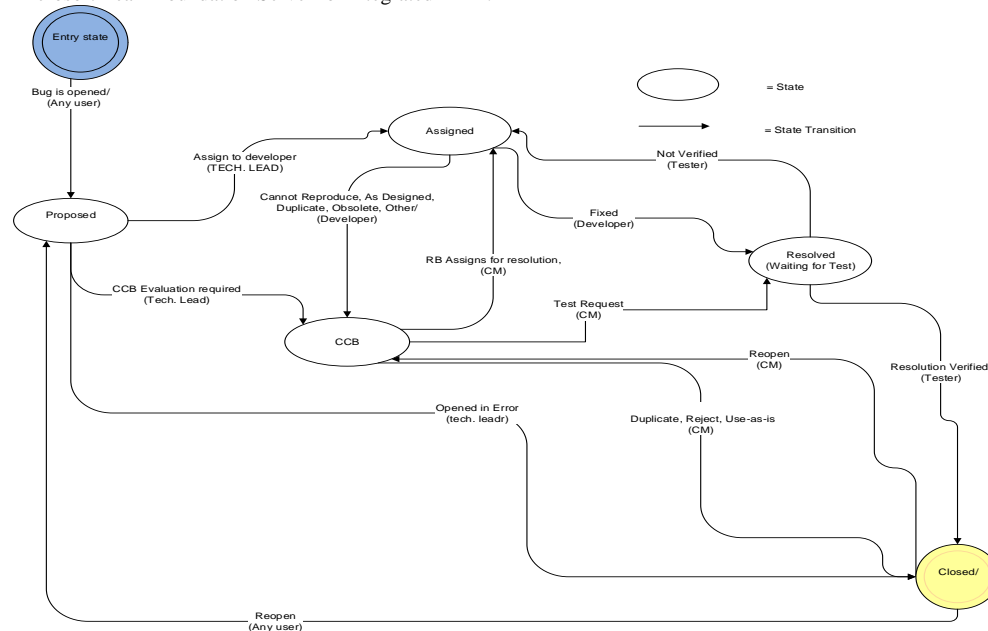 Entry state
Bug is opened/
(Any user)
= State
= State Transition
Assigned
Assign to developer
(TECH. LEAD)
Not Verified
(Tester)
Cannot Reproduce, As Designed,
Duplicate, Obsolete, Other/
(Developer)
Proposed
Fixed
(Developer)
Resolved
(Waiting for Test)
RB Assigns for resolution,
(CM)
CCB Evaluation required
(Tech. Lead)
Test Request
(CM)
CCB
Reopen
(CM)
Resolution Verified
(Tester)
Opened in Error
(tech. leadr)
Duplicate, Reject, Use-as-is
(CM)
Closed/
Reopen
(Any user)